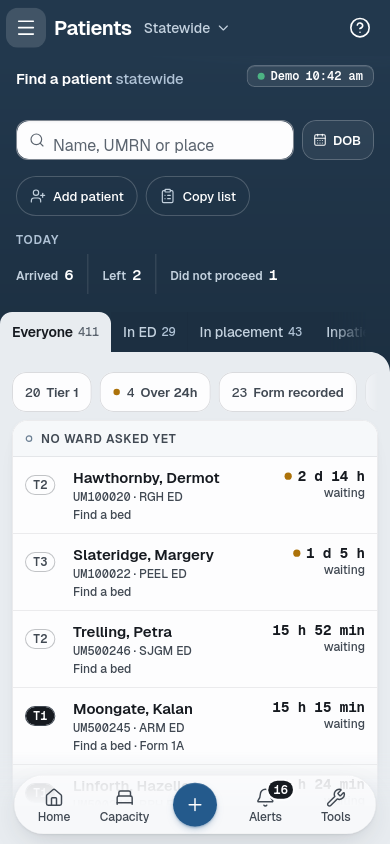 Patients Statewide
Find a patient statewide
Demo 10:42 am
Name, UMRN or place
DOB
Add patient
Copy list
TODAY
Arrived 6
Left 2
Did not proceed 1
Everyone 411
In ED 29
In placement 43
Inpati
20 Tier 1
4 Over 24h
23 Form recorded
NO WARD ASKED YET
T2
Hawthornby, Dermot
2 d 14 h
UM100020 · RGH ED
waiting
Find a bed
T3
Slateridge, Margery
1 d 5 h
UM100022 · PEEL ED
waiting
Find a bed
T2
Trelling, Petra
15 h 52 min
UM500246 · SJGM ED
waiting
Find a bed
T1
Moongate, Kalan
15 h 15 min
UM500245 · ARM ED
waiting
Find a bed · Form 1A
Linforth, Hazel
h 24 min
16
Home
Capacity
Alerts
Tools